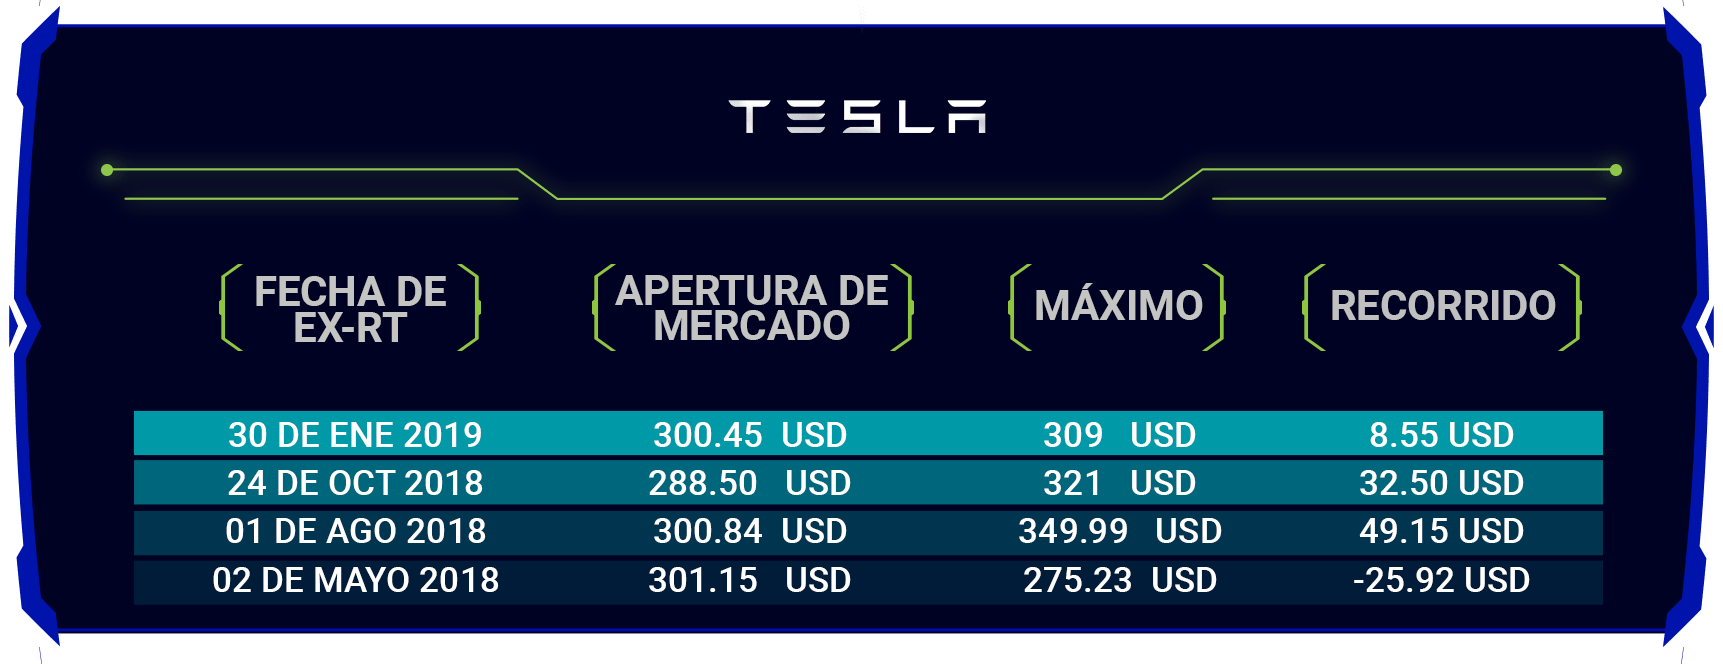 TESLA
FECHA DE
EX-RT
APERTURA DE
MERCADO
MÁXIMO
RECORRIDO
30 DE ENE 2019 300.45 USD 309 USD 8.55 USD
24 DE OCT 2018 288.50 USD 321 USD 32.50 USD
01 DE AGO 2018 300.84 USD 349.99 USD 49.15 USD
02 DE MAYO 2018 301.15 USD 275.23 USD -25.92 USD